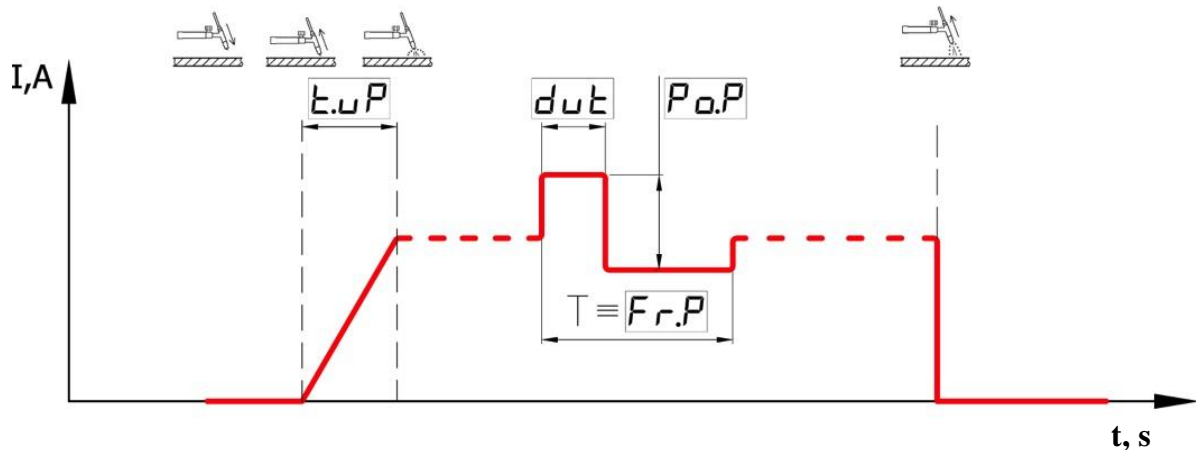 I,A
t.uP
dut
Po.P
T ≡ Fr.P
t, s